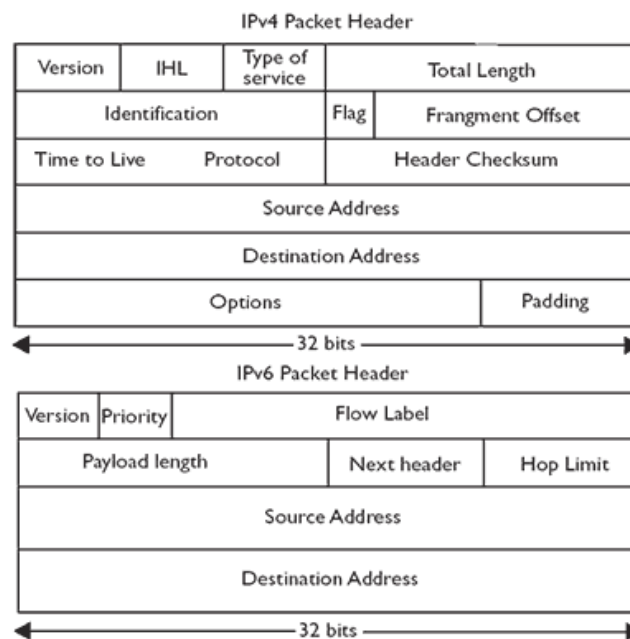 IPv4 Packet Header
Version IHL Type of service Total Length
Identification Flag Frangment Offset
Time to Live Protocol Header Checksum
Source Address
Destination Address
Options Padding
32 bits
IPv6 Packet Header
Version Priority Flow Label
Payload length Next header Hop Limit
Source Address
Destination Address
32 bits